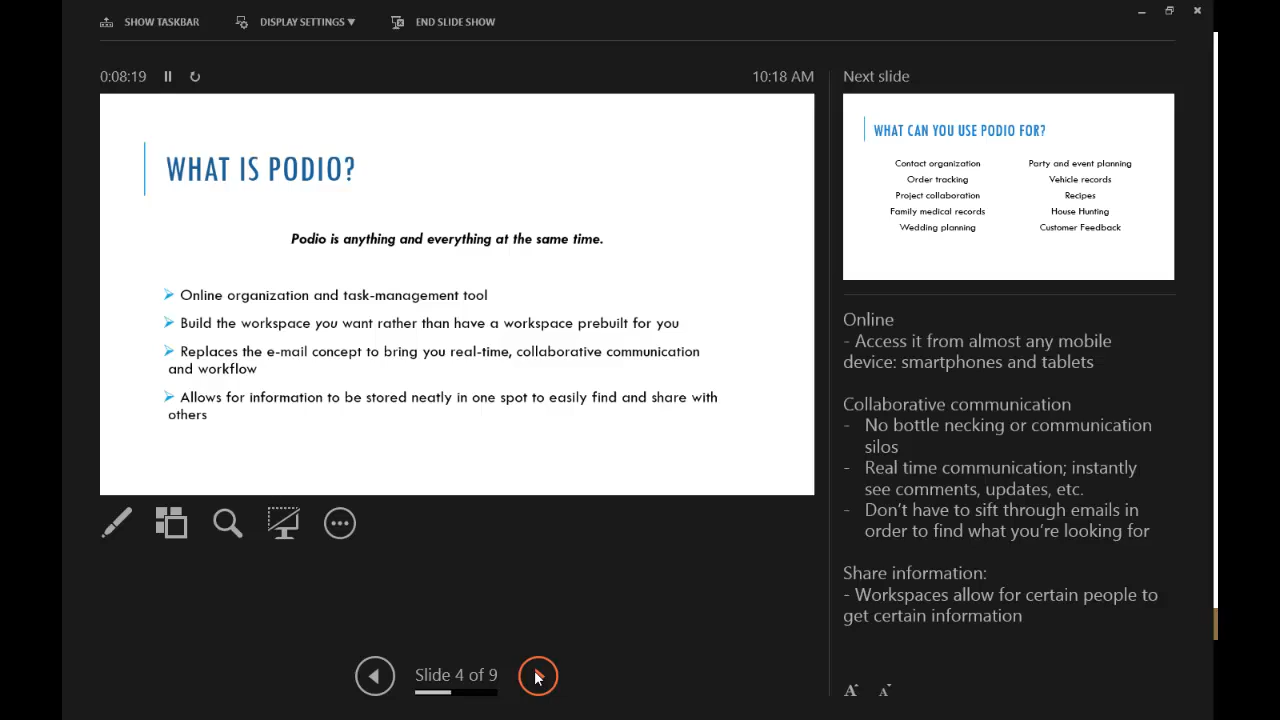 SHOW TASKBAR
DISPLAY SETTINGS ▼
END SLIDE SHOW
0:08:19
10:18 AM
WHAT IS PODIO?
Podio is anything and everything at the same time.
➤ Online organization and task-management tool
➤ Build the workspace you want rather than have a workspace prebuilt for you
➤ Replaces the e-mail concept to bring you real-time, collaborative communication
and workflow
➤ Allows for information to be stored neatly in one spot to easily find and share with
others
Slide 4 of 9
Next slide
WHAT CAN YOU USE PODIO FOR?
Contact organization
Order tracking
Project collaboration
Family medical records
Wedding planning
Party and event planning
Vehicle records
Recipes
House Hunting
Customer Feedback
Online
- Access it from almost any mobile
device: smartphones and tablets
Collaborative communication
- No bottle necking or communication
silos
- Real time communication; instantly
see comments, updates, etc.
- Don't have to sift through emails in
order to find what you're looking for
Share information:
- Workspaces allow for certain people to
get certain information
A A